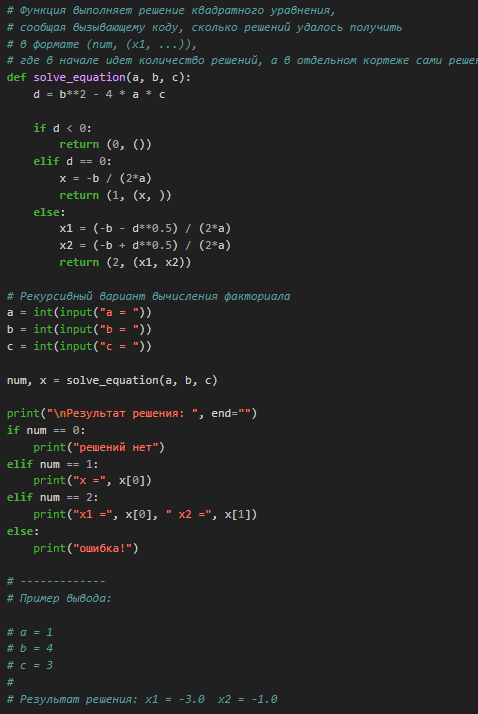 # Функция выполняет решение квадратного уравнения,
# сообщая вызывающему коду, сколько решений удалось получить
# в формате (num, (x1, ...)),
# где в начале идет количество решений, а в отдельном кортеже сами
def solve_equation(a, b, c):
    d = b**2 - 4 * a * c

    if d < 0:
        return (0, ())
    elif d == 0:
        x = -b / (2*a)
        return (1, (x, ))
    else:
        x1 = (-b - d**0.5) / (2*a)
        x2 = (-b + d**0.5) / (2*a)
        return (2, (x1, x2))

# Рекурсивный вариант вычисления факториала
a = int(input("a = "))
b = int(input("b = "))
c = int(input("c = "))

num, x = solve_equation(a, b, c)

print("\nРезультат решения: ", end="")
if num == 0:
    print("решений нет")
elif num == 1:
    print("x =", x[0])
elif num == 2:
    print("x1 =", x[0], " x2 =", x[1])
else:
    print("ошибка!")

# -------------
# Пример вывода:

# a = 1
# b = 4
# c = 3
#
# Результат решения: x1 = -3.0  x2 = -1.0